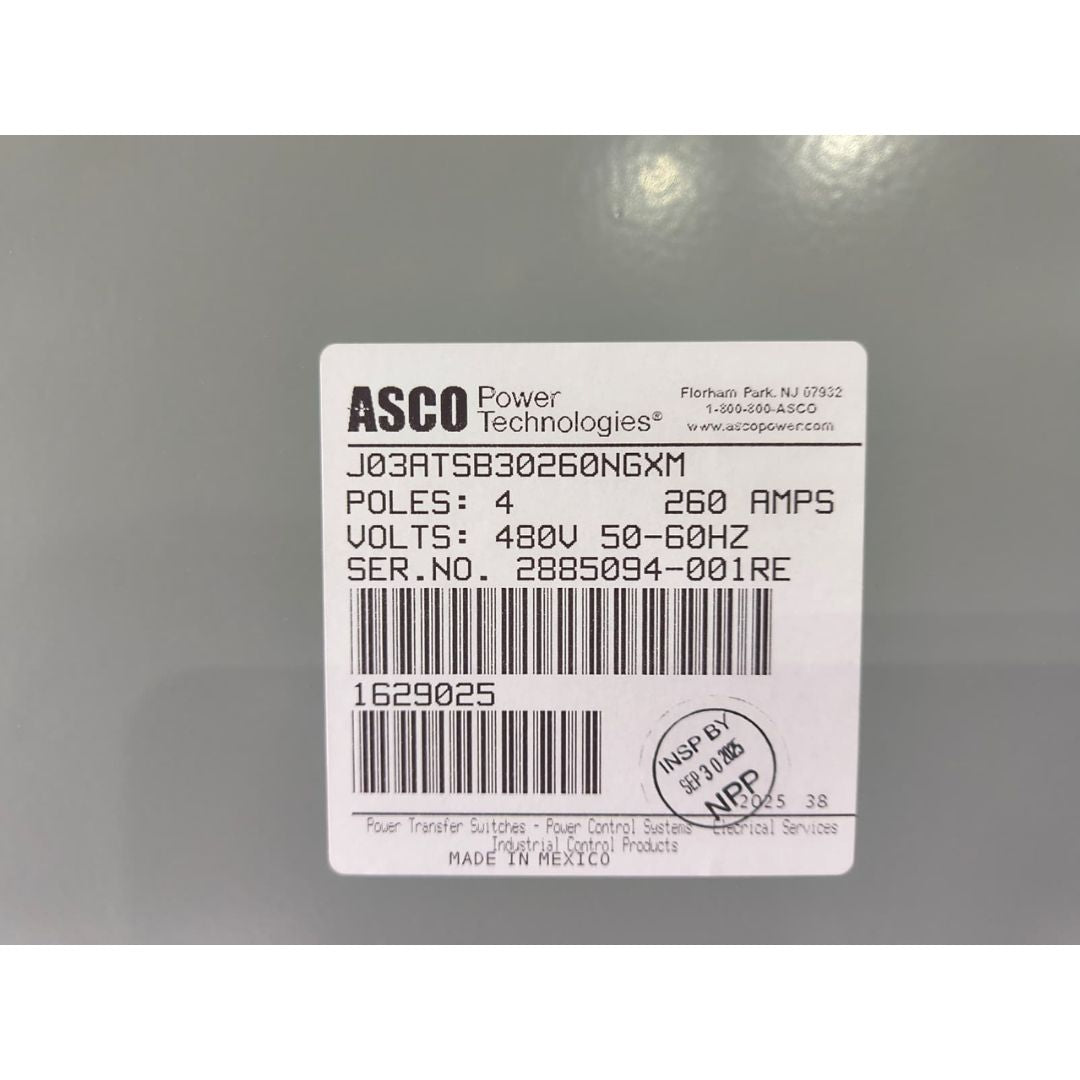 ASCO Power Technologies®
Florham Park, NJ 07932
1-800-800-ASCO
www.ascopower.com
J03ATSB30260NGXM
POLES: 4 260 AMPS
VOLTS: 480V 50-60HZ
SER.NO. 2885094-001RE
1629025
INSP BY
SEP 30 2025
NPP
2025 38
Power Transfer Switches - Power Control Systems Electrical Services
Industrial Control Products
MADE IN MEXICO